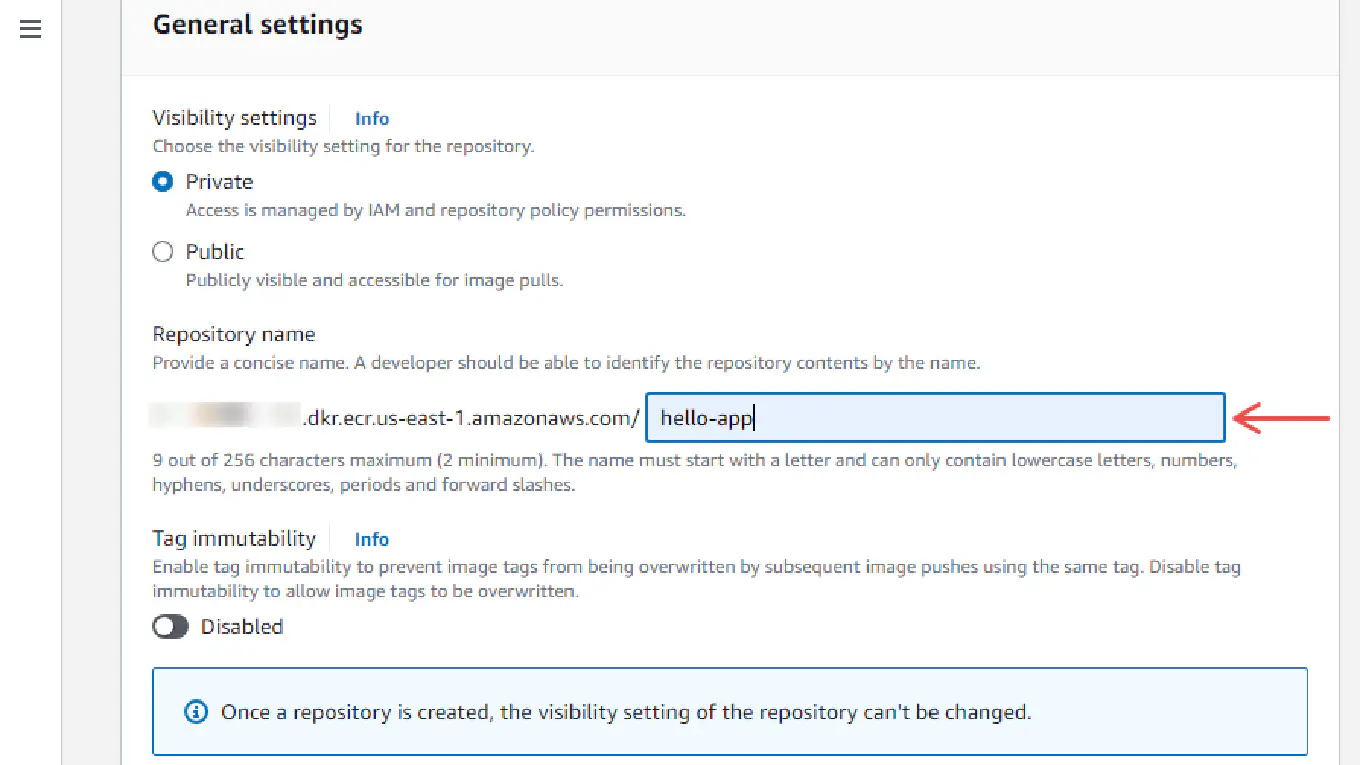 General settings
Visibility settings Info
Choose the visibility setting for the repository.
Private
Access is managed by IAM and repository policy permissions.
Public
Publicly visible and accessible for image pulls.
Repository name
Provide a concise name. A developer should be able to identify the repository contents by the name.
.dkr.ecr.us-east-1.amazonaws.com/ hello-app
9 out of 256 characters maximum (2 minimum). The name must start with a letter and can only contain lowercase letters, numbers,
hyphens, underscores, periods and forward slashes.
Tag immutability Info
Enable tag immutability to prevent image tags from being overwritten by subsequent image pushes using the same tag. Disable tag
immutability to allow image tags to be overwritten.
Disabled
Once a repository is created, the visibility setting of the repository can't be changed.